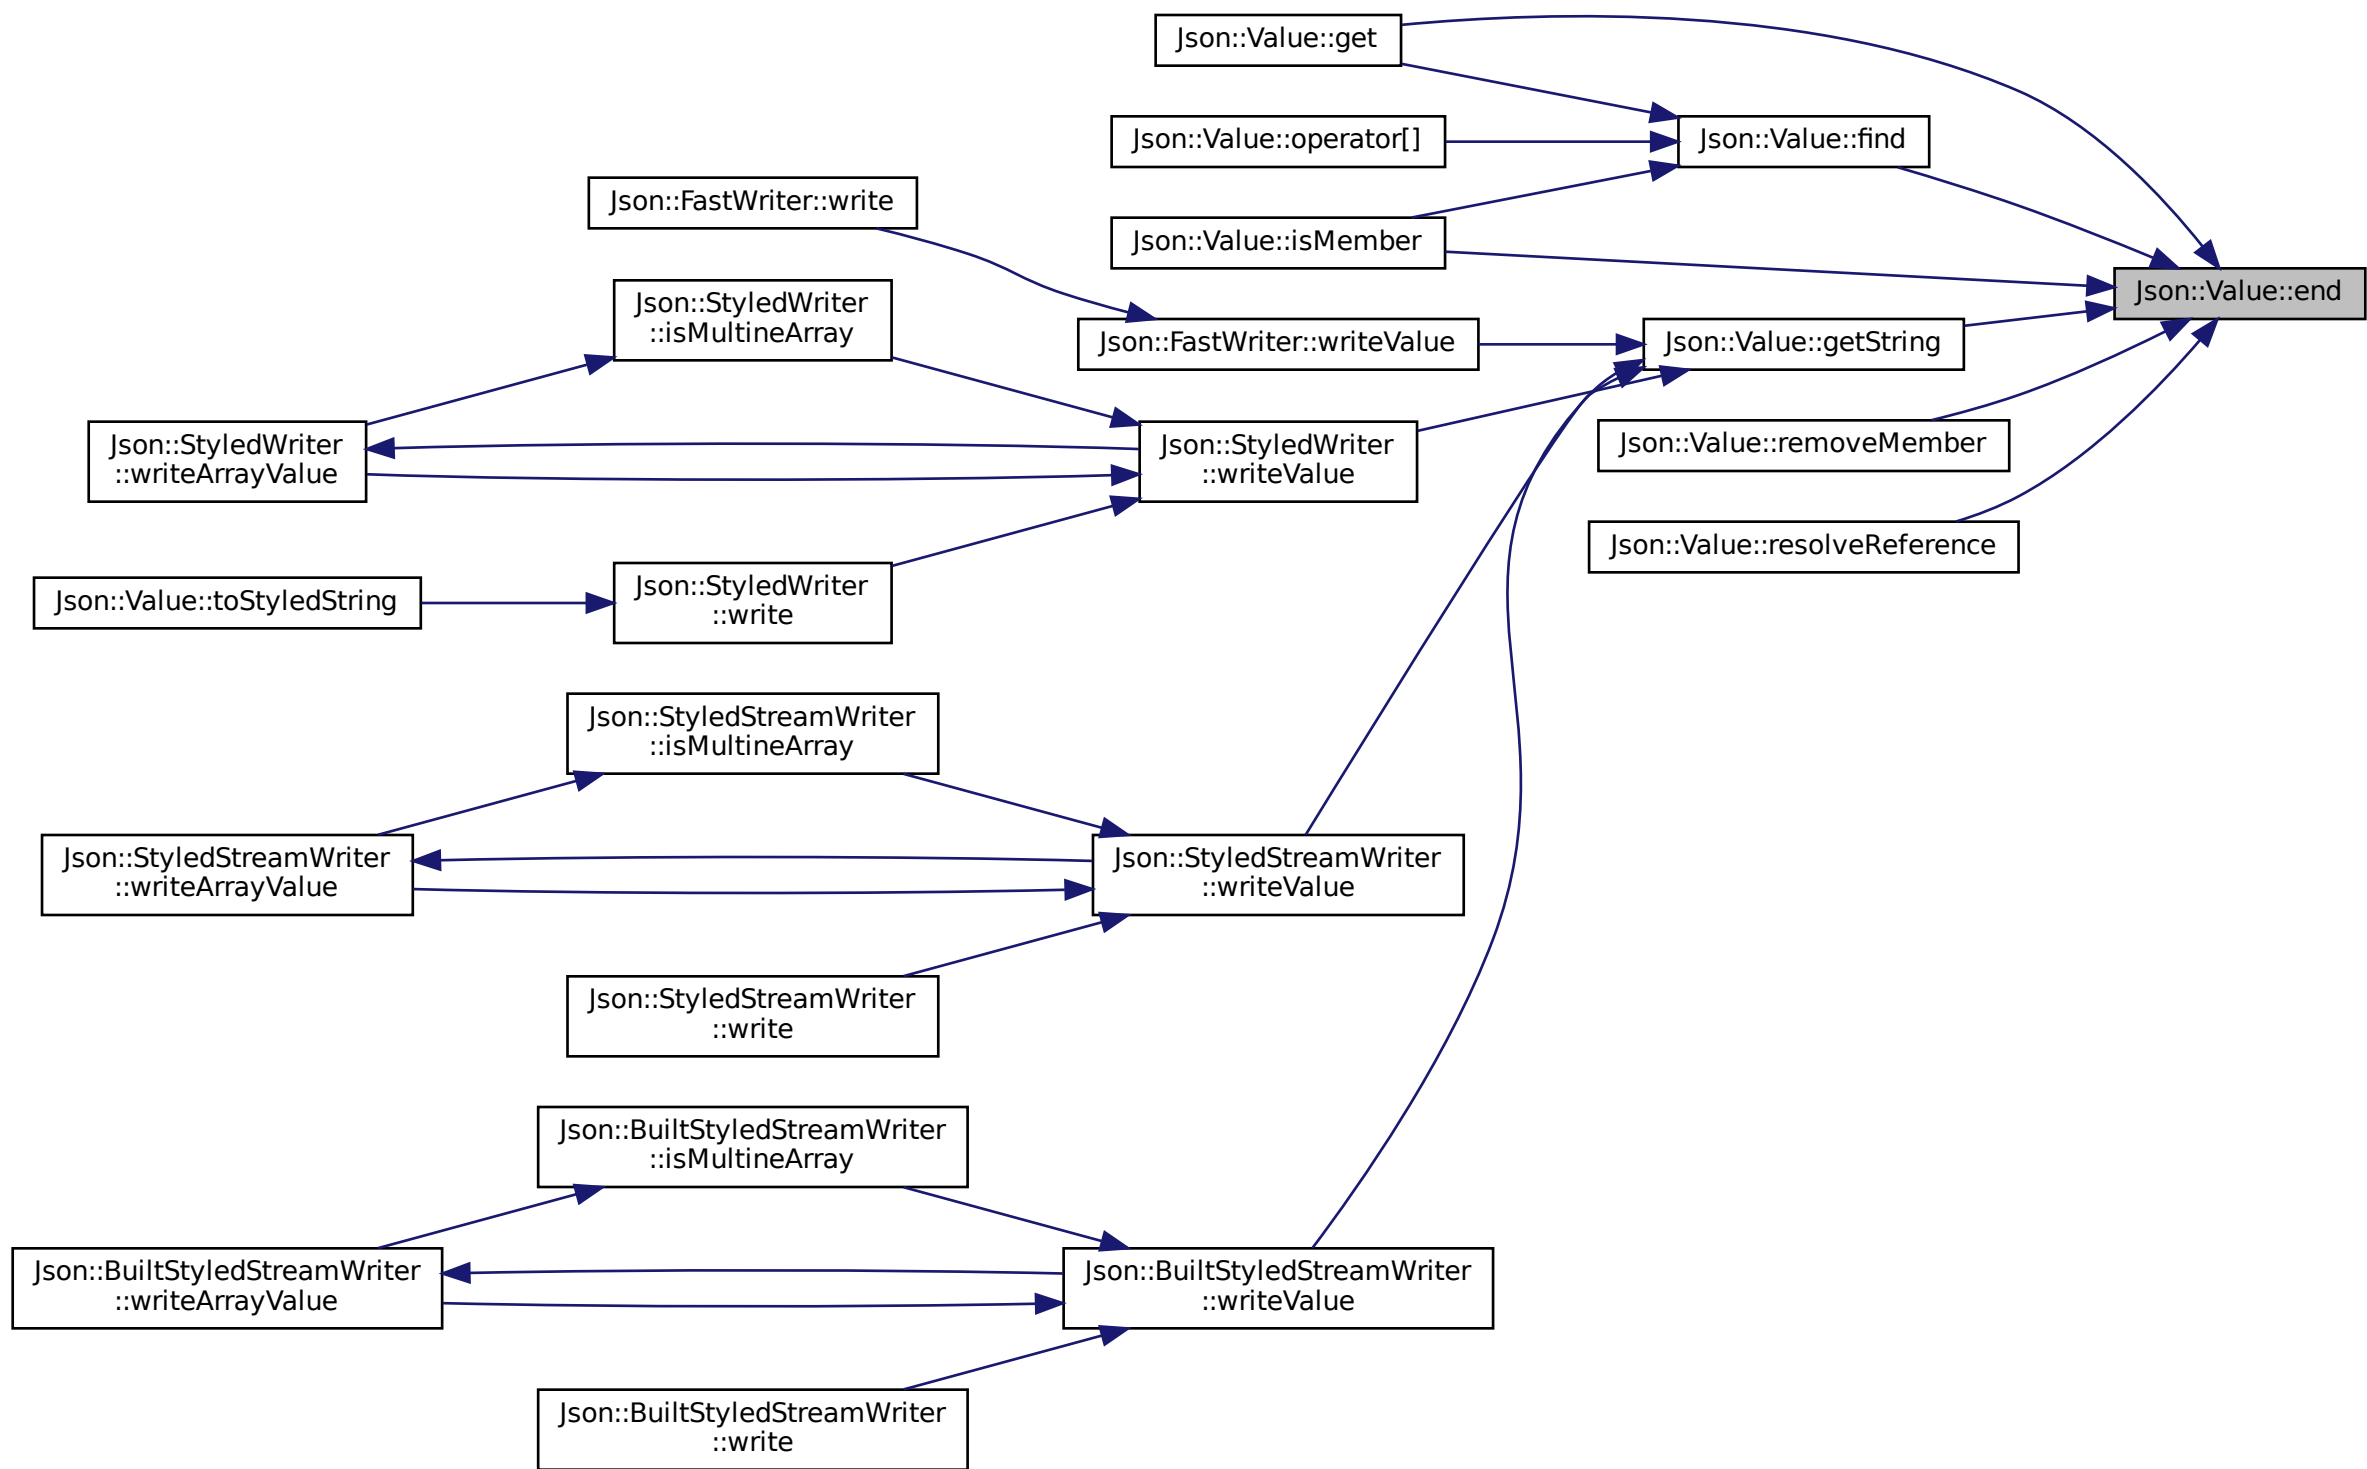 Json::Value::get
Json::Value::operator[]
Json::Value::find
Json::FastWriter::write
Json::Value::isMember
Json::Value::end
Json::StyledWriter
::isMultineArray
Json::FastWriter::writeValue
Json::Value::getString
Json::StyledWriter
::writeArrayValue
Json::StyledWriter
::writeValue
Json::Value::removeMember
Json::Value::resolveReference
Json::Value::toStyledString
Json::StyledWriter
::write
Json::StyledStreamWriter
::isMultineArray
Json::StyledStreamWriter
::writeArrayValue
Json::StyledStreamWriter
::writeValue
Json::StyledStreamWriter
::write
Json::BuiltStyledStreamWriter
::isMultineArray
Json::BuiltStyledStreamWriter
::writeArrayValue
Json::BuiltStyledStreamWriter
::writeValue
Json::BuiltStyledStreamWriter
::write